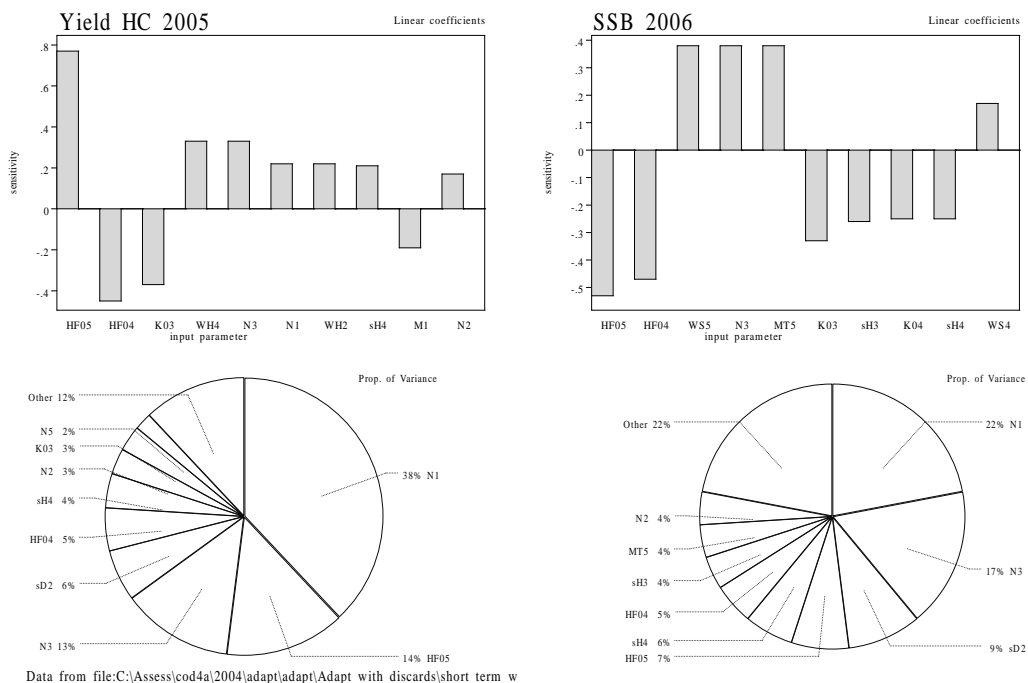 Yield HC 2005
Linear coefficients
.8
.6
.4
.2
0
-.2
-.4
sensitivity
HF05 HF04 K03 WH4 N3 N1 WH2 sH4 M1 N2
input parameter
SSB 2006
Linear coefficients
.4
.3
.2
.1
0
-.1
-.2
-.3
-.4
-.5
sensitivity
HF05 HF04 WS5 N3 MT5 K03 sH3 K04 sH4 WS4
input parameter
Prop. of Variance
Other 12%
N5 2%
K03 3%
N2 3%
sH4 4%
HF04 5%
sD2 6%
N3 13%
38% N1
14% HF05
Prop. of Variance
Other 22%
N2 4%
MT5 4%
sH3 4%
HF04 5%
sH4 6%
HF05 7%
22% N1
17% N3
9% sD2
Data from file:C:\Assess\cod4a\2004\adapt\adapt\Adapt with discards\short term w